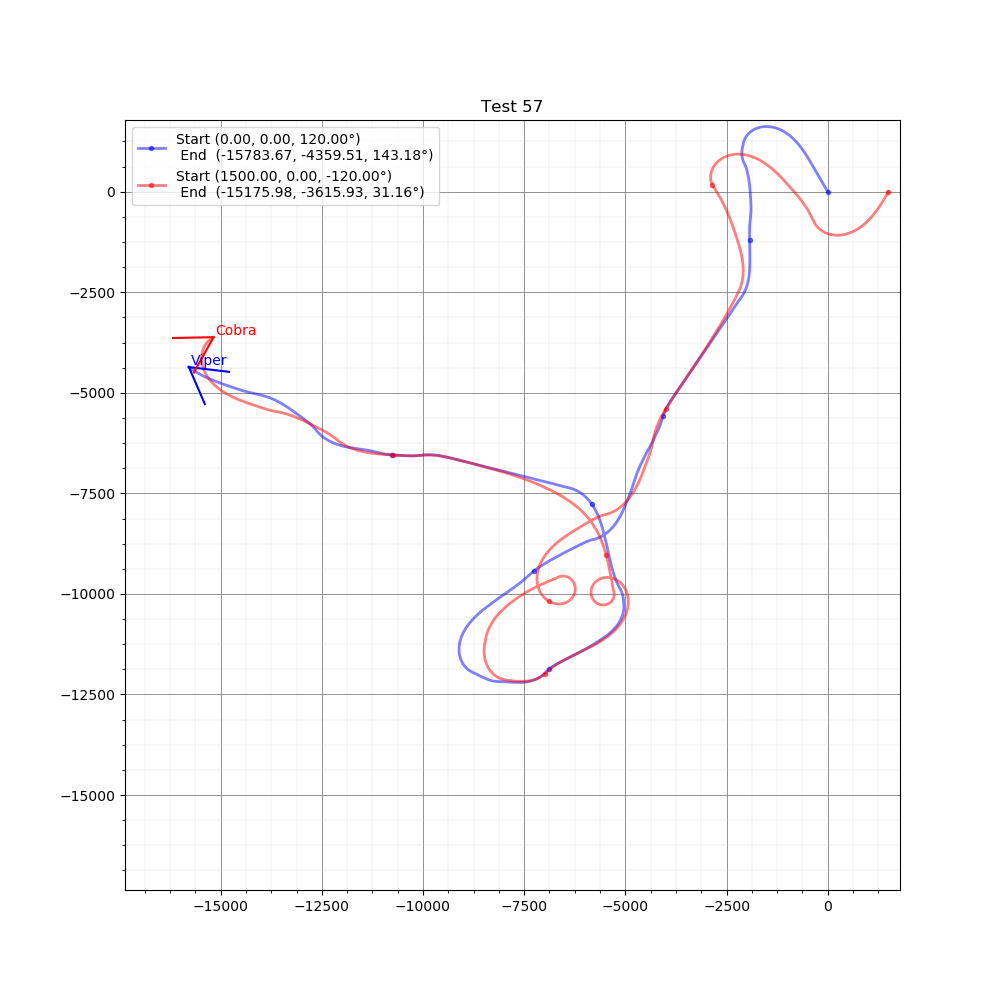 Test 57
Start (0.00, 0.00, 120.00°)
End  (-15783.67, -4359.51, 143.18°)
Start (1500.00, 0.00, -120.00°)
End  (-15175.98, -3615.93, 31.16°)
0
−2500
−5000
−7500
−10000
−12500
−15000
Cobra
Viper
−15000
−12500
−10000
−7500
−5000
−2500
0